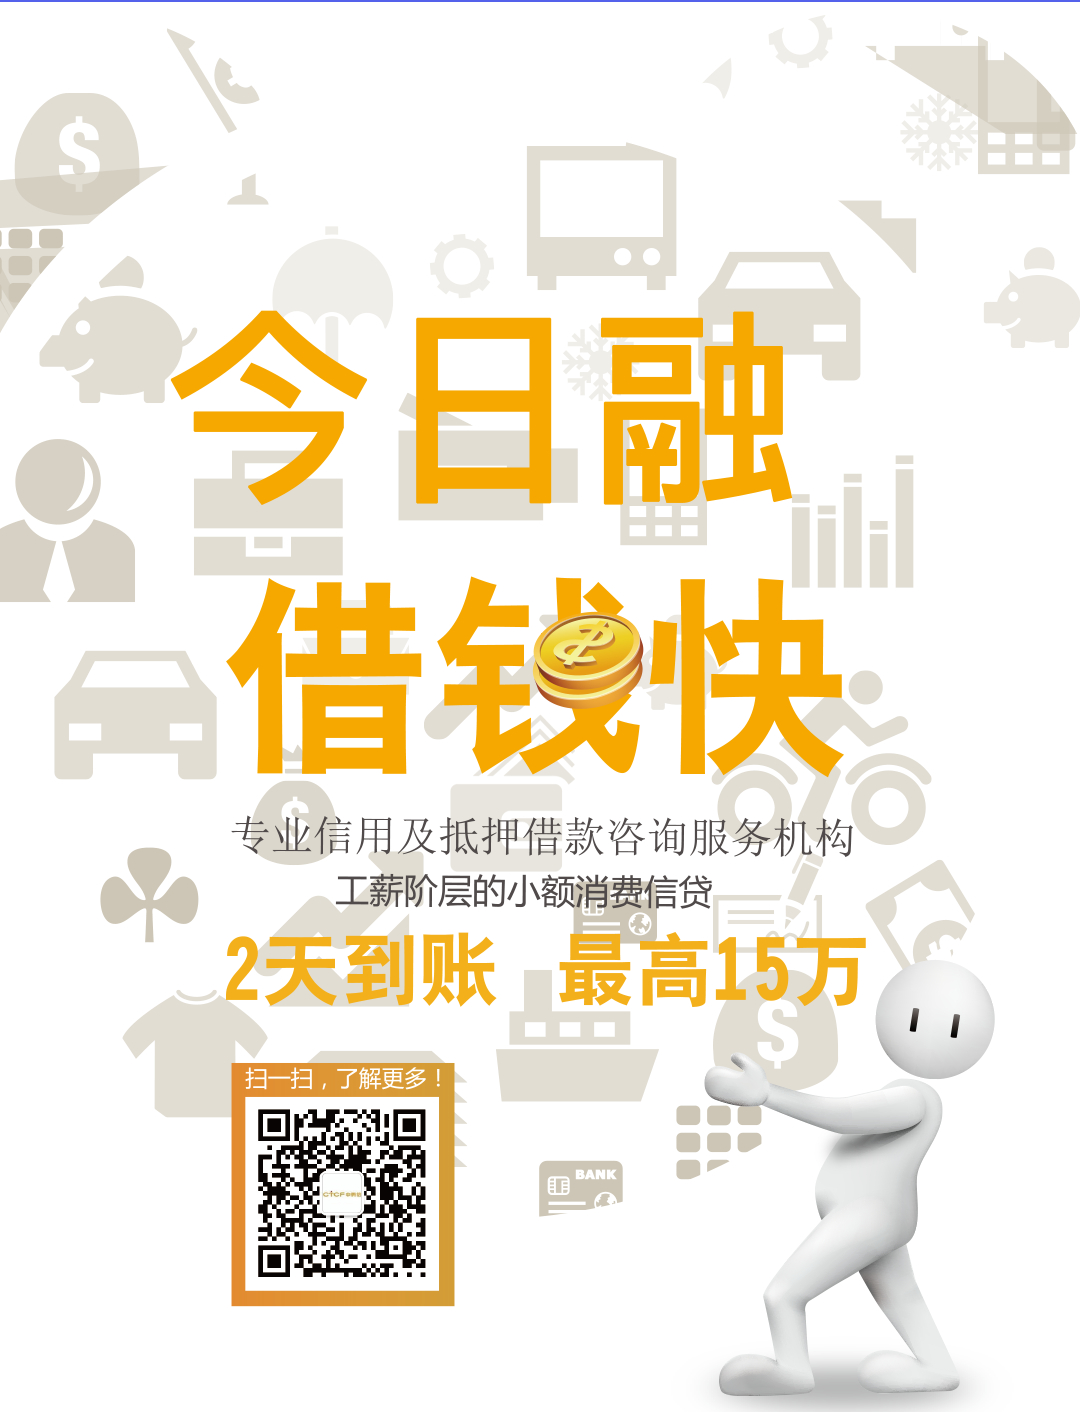 今日融
借钱快
专业信用及抵押借款咨询服务机构
工薪阶层的小额消费信贷
2天到账 最高15万
扫一扫，了解更多！
BANK